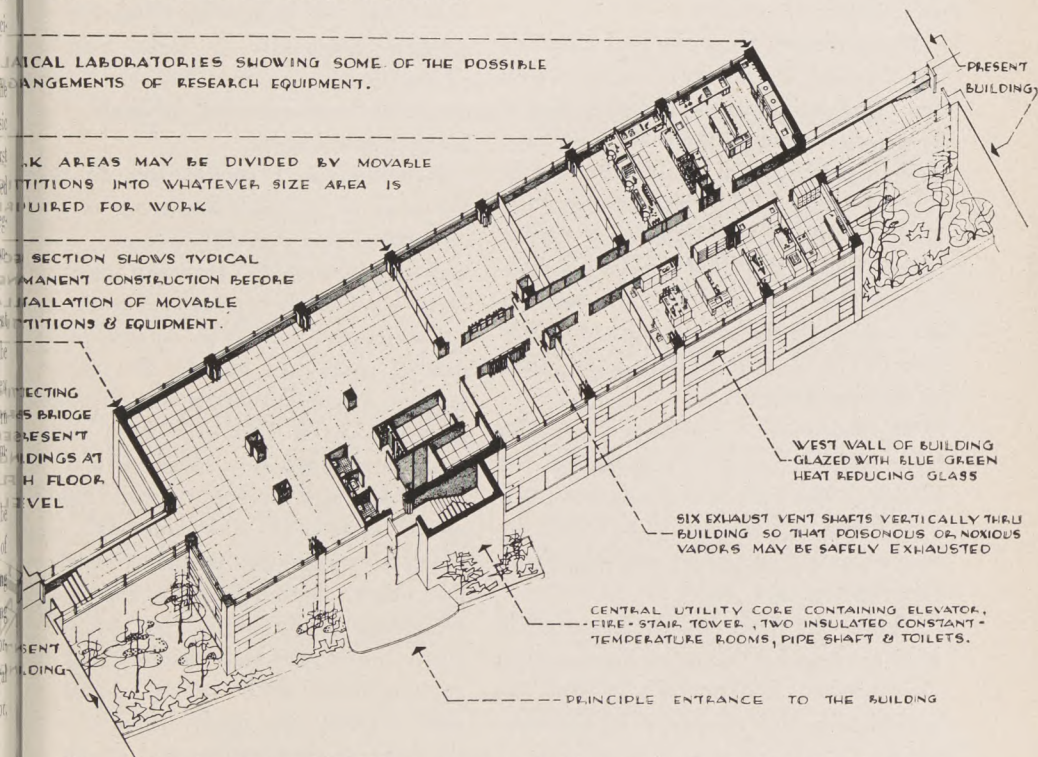 ICAL LABORATORIES SHOWING SOME OF THE POSSIBLE
ANGEMENTS OF RESEARCH EQUIPMENT.
PRESENT
BUILDING
K AREAS MAY BE DIVIDED BY MOVABLE
TITIONS INTO WHATEVER SIZE AREA IS
UIRED FOR WORK
SECTION SHOWS TYPICAL
MANENT CONSTRUCTION BEFORE
TALLATION OF MOVABLE
TITIONS & EQUIPMENT.
ECTING
BRIDGE
ESENT
DINGS AT
H FLOOR
EVEL
WEST WALL OF BUILDING
GLAZED WITH BLUE GREEN
HEAT REDUCING GLASS
SIX EXHAUST VENT SHAFTS VERTICALLY THRU
BUILDING SO THAT POISONOUS OR NOXIOUS
VAPORS MAY BE SAFELY EXHAUSTED
CENTRAL UTILITY CORE CONTAINING ELEVATOR,
FIRE-STAIR TOWER, TWO INSULATED CONSTANT-
TEMPERATURE ROOMS, PIPE SHAFT & TOILETS.
SENT
DING
PRINCIPLE ENTRANCE TO THE BUILDING